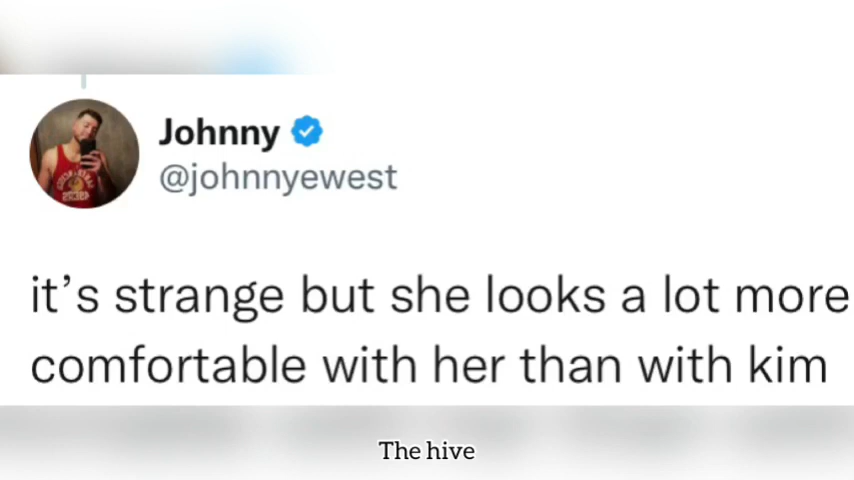 Johnny
@johnnyewest
it's strange but she looks a lot more
comfortable with her than with kim
The hive